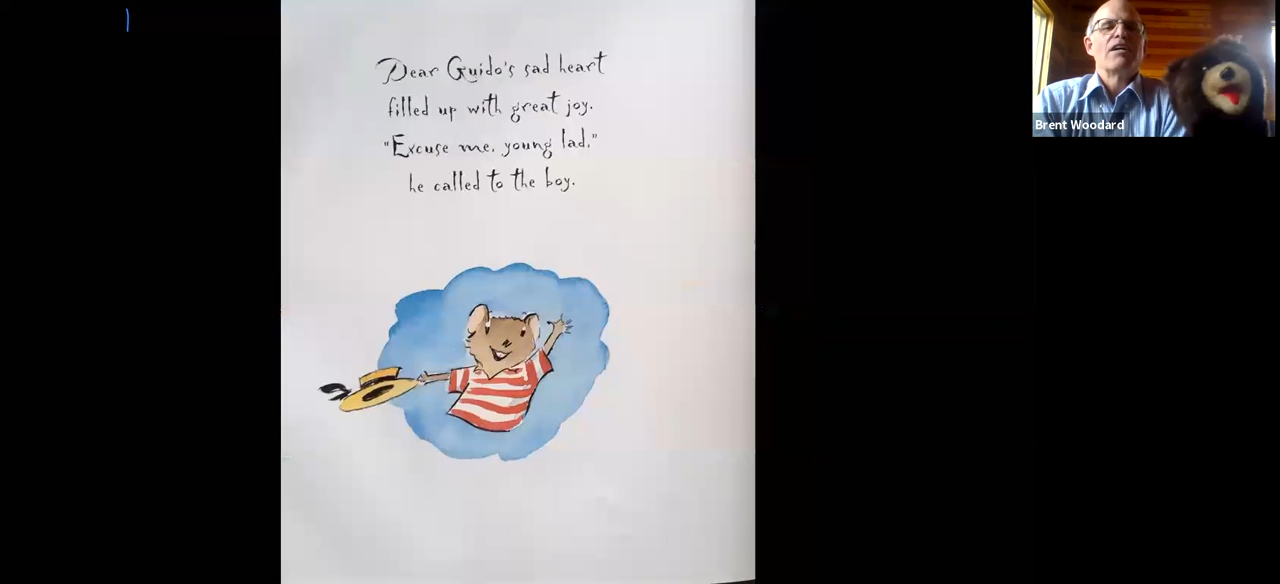 Dear Guido's sad heart
filled up with great joy.
"Excuse me, young lad,"
he called to the boy.
Brent Woodard